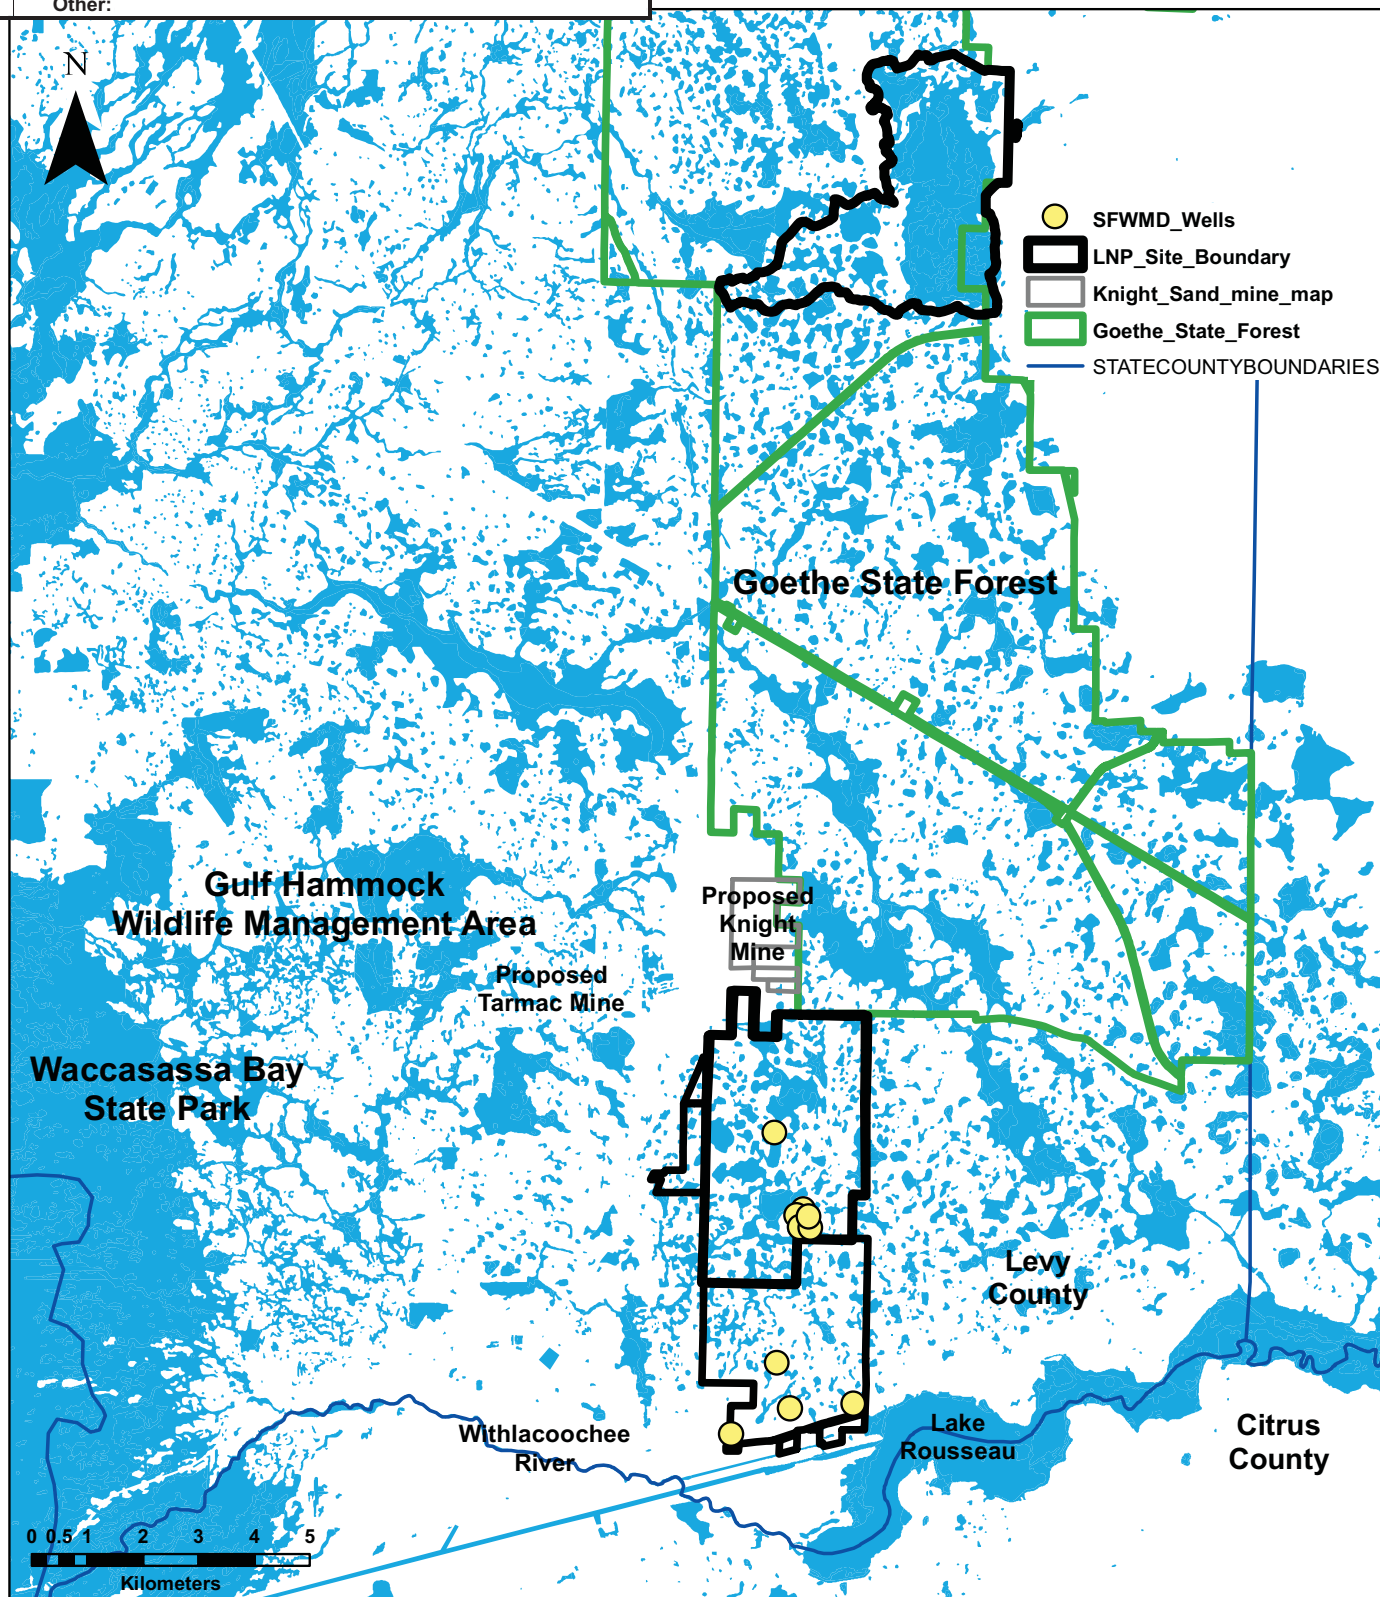 Other:
N
SFWMD_Wells
LNP_Site_Boundary
Knight_Sand_mine_map
Goethe_State_Forest
STATECOUNTYBOUNDARIES
Goethe State Forest
Gulf Hammock
Wildlife Management Area
Proposed
Knight
Mine
Proposed
Tarmac Mine
Waccasassa Bay
State Park
Levy
County
Withlacoochee
River
Lake
Rousseau
Citrus
County
0 0.5 1 2 3 4 5
Kilometers